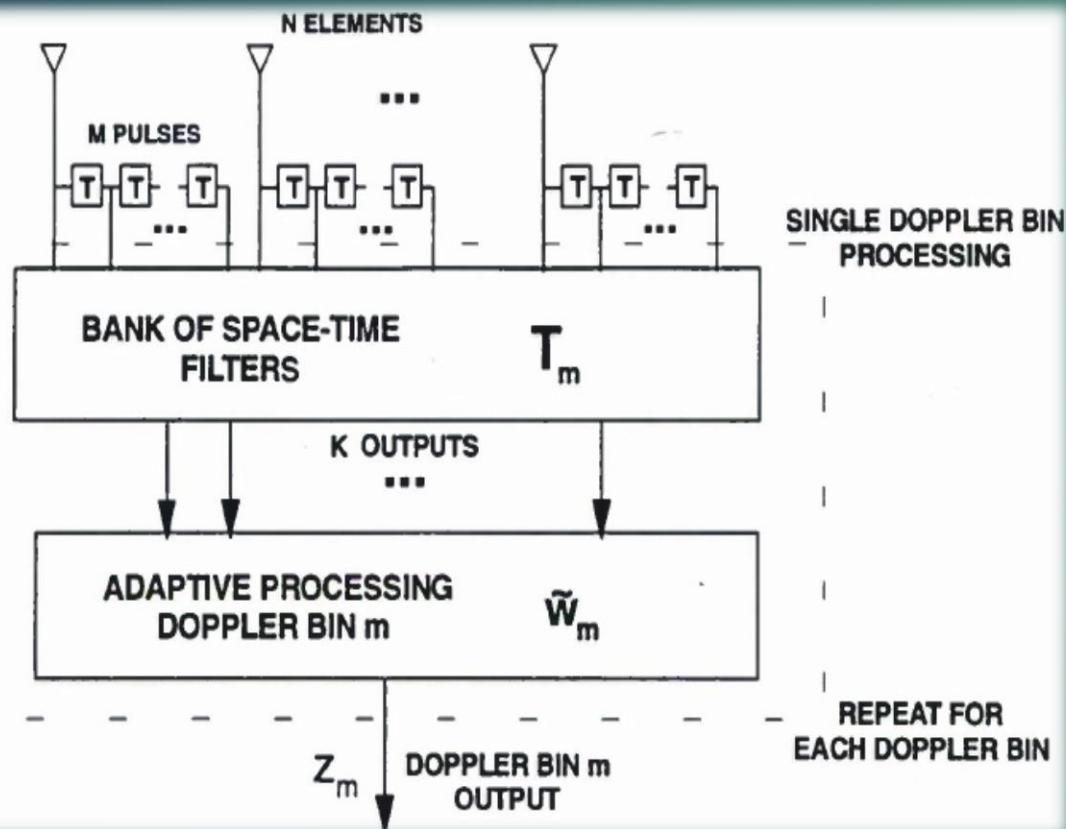 N ELEMENTS
...
M PULSES
T T T T T T T T T
... ... ...
SINGLE DOPPLER BIN
PROCESSING
BANK OF SPACE-TIME
FILTERS
Tm
K OUTPUTS
...
ADAPTIVE PROCESSING
DOPPLER BIN m
w̃m
REPEAT FOR
EACH DOPPLER BIN
Zm
DOPPLER BIN m
OUTPUT